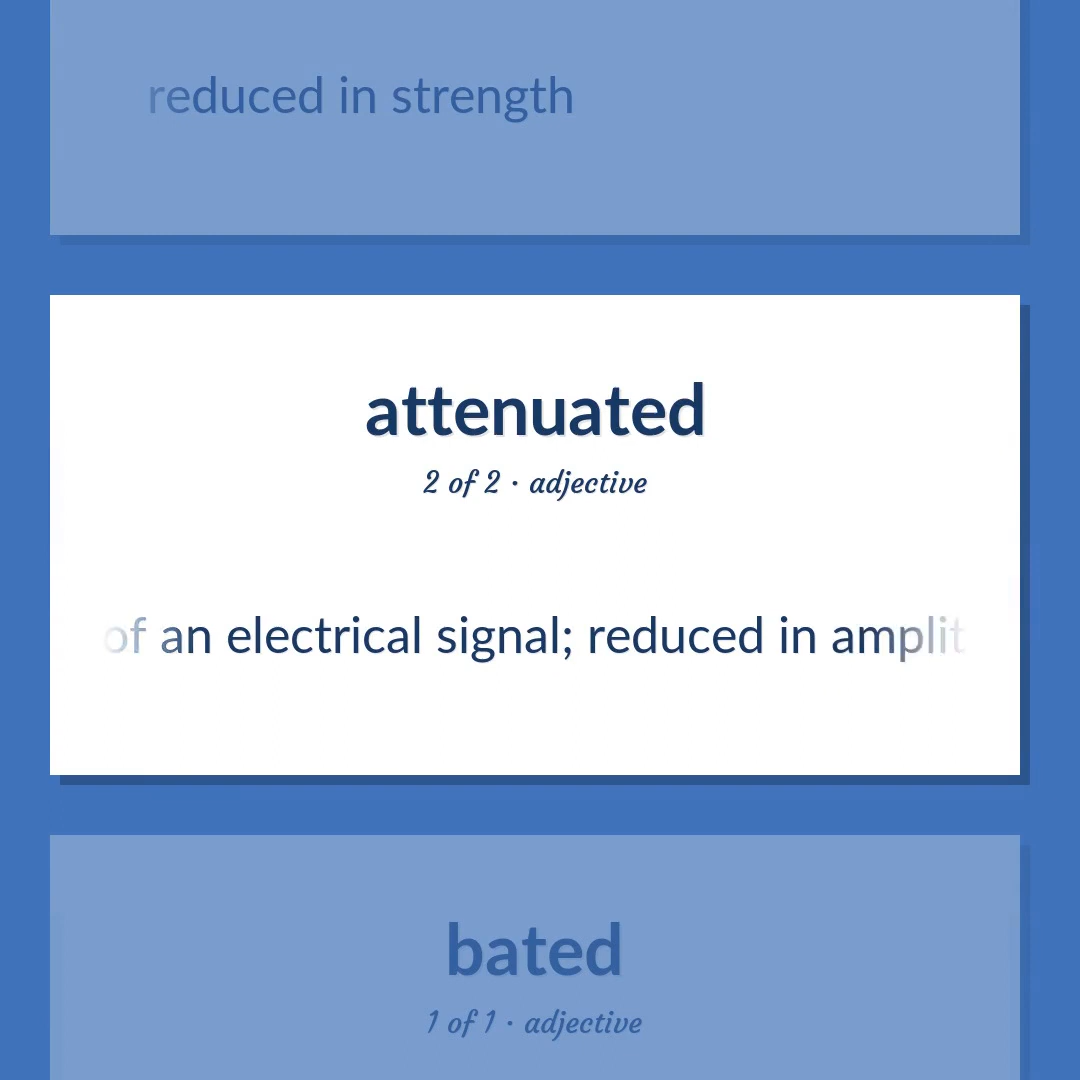 reduced in strength
attenuated
2 of 2 · adjective
of an electrical signal; reduced in amplit
bated
1 of 1 · adjective